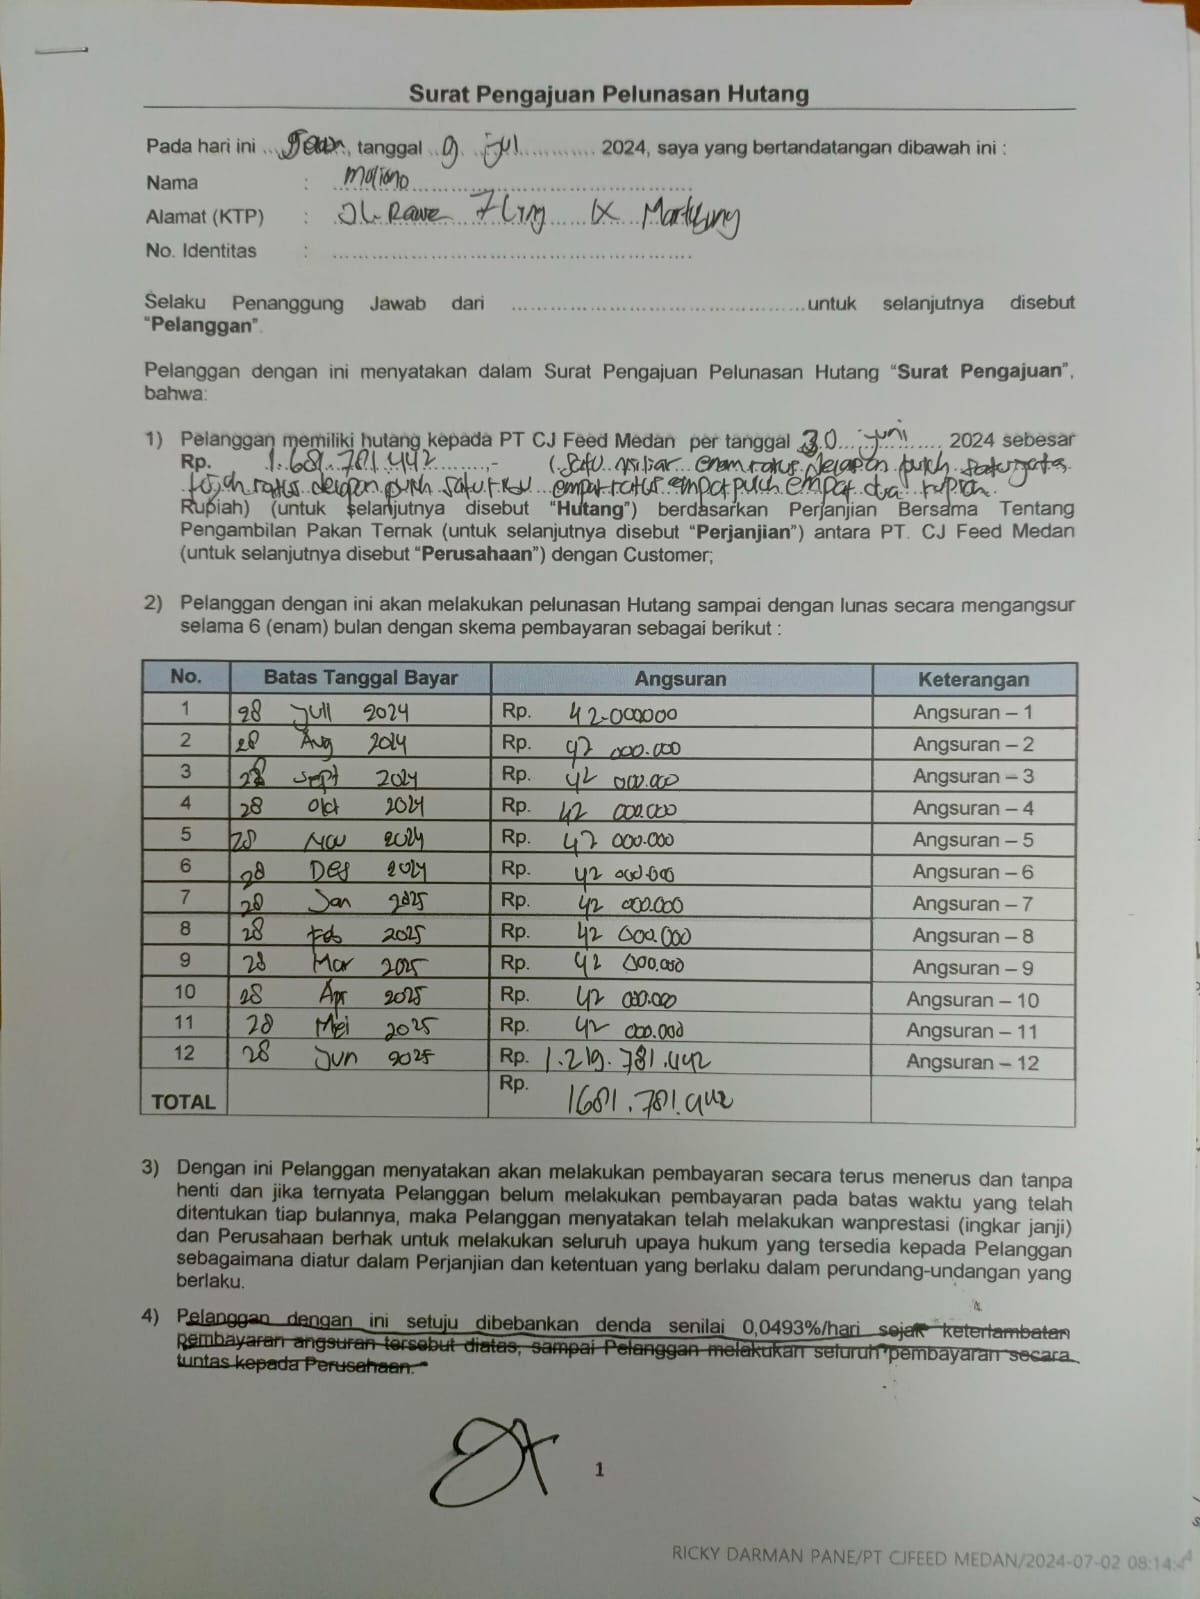 Surat Pengajuan Pelunasan Hutang
Pada hari ini ............, tanggal ..9.. jul............ 2024, saya yang bertandatangan dibawah ini :
Nama : ..moliono..............................
Alamat (KTP) : ..Jl. Rawe 7 Ling IX
No. Identitas : ..............................................................
Selaku Penanggung Jawab dari ..................................................untuk selanjutnya disebut
“Pelanggan”.
Pelanggan dengan ini menyatakan dalam Surat Pengajuan Pelunasan Hutang “Surat Pengajuan”,
bahwa:
1) Pelanggan memiliki hutang kepada PT CJ Feed Medan per tanggal 30....juni........, 2024 sebesar
Rp. 1.681.781.442......,- (.satu miliar enam ratus delapan puluh satu juta
tujuh ratus delapan puluh satu ribu empat ratus empat puluh empat dua rupiah
Rupiah) (untuk selanjutnya disebut “Hutang”) berdasarkan Perjanjian Bersama Tentang
Pengambilan Pakan Ternak (untuk selanjutnya disebut “Perjanjian”) antara PT. CJ Feed Medan
(untuk selanjutnya disebut “Perusahaan”) dengan Customer;
2) Pelanggan dengan ini akan melakukan pelunasan Hutang sampai dengan lunas secara mengangsur
selama 6 (enam) bulan dengan skema pembayaran sebagai berikut :
No. Batas Tanggal Bayar Angsuran Keterangan
1 28 Juli 2024 Rp. 42.000000 Angsuran – 1
2 28 Aug 2024 Rp. 42 000.000 Angsuran – 2
3 28 Sept 2024 Rp. 42 000.000 Angsuran – 3
4 28 Okt 2024 Rp. 42 000.000 Angsuran – 4
5 28 Nov 2024 Rp. 42 000.000 Angsuran – 5
6 28 Des 2024 Rp. 42 000.000 Angsuran – 6
7 28 Jan 2025 Rp. 42 000.000 Angsuran – 7
8 28 Feb 2025 Rp. 42 000.000 Angsuran – 8
9 28 Mar 2025 Rp. 42 000.000 Angsuran – 9
10 28 Apr 2025 Rp. 42 000.000 Angsuran – 10
11 28 Mei 2025 Rp. 42 000.000 Angsuran – 11
12 28 Jun 2025 Rp. 1.219.781.442 Angsuran – 12
TOTAL Rp. 1681.781.442
3) Dengan ini Pelanggan menyatakan akan melakukan pembayaran secara terus menerus dan tanpa
henti dan jika ternyata Pelanggan belum melakukan pembayaran pada batas waktu yang telah
ditentukan tiap bulannya, maka Pelanggan menyatakan telah melakukan wanprestasi (ingkar janji)
dan Perusahaan berhak untuk melakukan seluruh upaya hukum yang tersedia kepada Pelanggan
sebagaimana diatur dalam Perjanjian dan ketentuan yang berlaku dalam perundang-undangan yang
berlaku.
4) Pelanggan dengan ini setuju dibebankan denda senilai 0,0493%/hari sejak keterlambatan
pembayaran angsuran tersebut diatas, sampai Pelanggan melakukan seluruh pembayaran secara
tuntas kepada Perusahaan.
1
RICKY DARMAN PANE/PT CJFEED MEDAN/2024-07-02 08:14:4